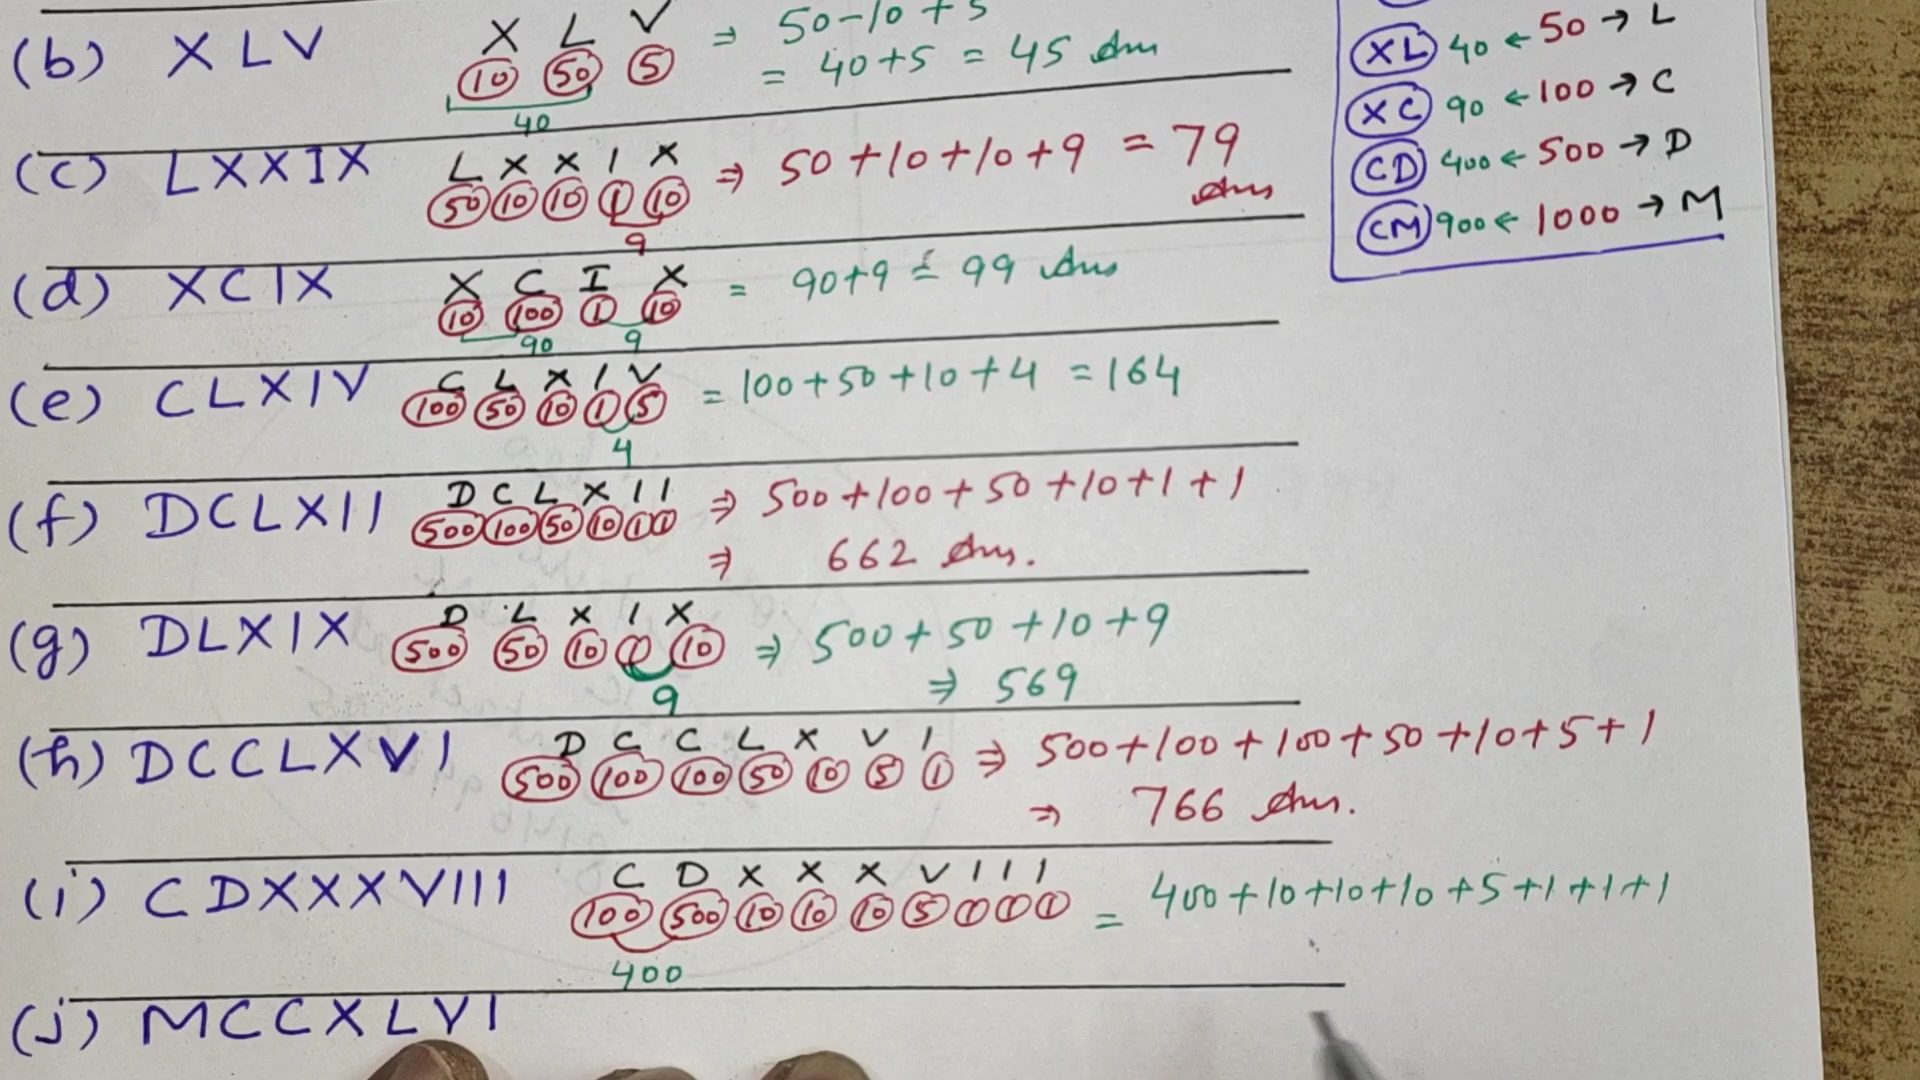 (b) XLV X L V ⇒ 50-10+5
10 50 5 = 40+5 = 45 Ans
40
(c) LXXIX L X X I X ⇒ 50+10+10+9 = 79
50 10 10 1 10 Ans
9
(d) XCIX X C I X = 90+9 = 99 Ans
10 100 1 10
90 9
(e) CLXIV C L X I V = 100+50+10+4 = 164
100 50 10 1 5
4
(f) DCLXII D C L X I I ⇒ 500+100+50+10+1+1
500 100 50 10 1 1 ⇒ 662 Ans.
(g) DLXIX D L X I X ⇒ 500+50+10+9
500 50 10 1 10 ⇒ 569
9
(h) DCCLXVI D C C L X V I ⇒ 500+100+100+50+10+5+1
500 100 100 50 10 5 1 ⇒ 766 Ans.
(i) CDXXXVIII C D X X X V I I I = 400+10+10+10+5+1+1+1
100 500 10 10 10 5 1 1 1
400
(j) MCCXLVI
XL 40 ← 50 → L
XC 90 ← 100 → C
CD 400 ← 500 → D
CM 900 ← 1000 → M